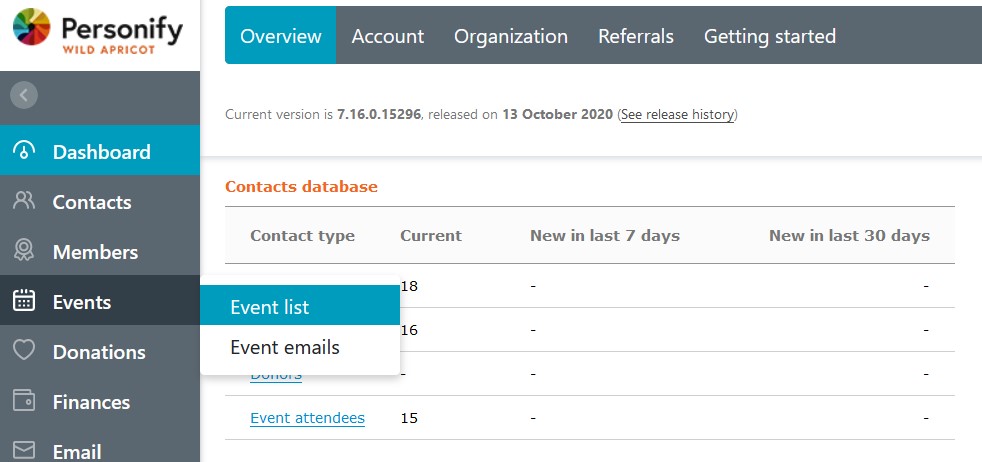 Personify
WILD APRICOT
Overview Account Organization Referrals Getting started
Current version is 7.16.0.15296, released on 13 October 2020 (See release history)
Dashboard
Contacts
Members
Events
Donations
Finances
Email
Event list
Event emails
Contacts database
Contact type Current New in last 7 days New in last 30 days
18 - -
16 - -
Donors - - -
Event attendees 15 - -